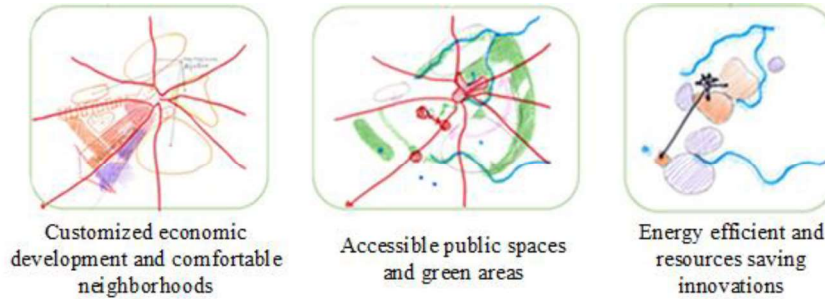 Customized economic
development and comfortable
neighborhoods
Accessible public spaces
and green areas
Energy efficient and
resources saving
innovations